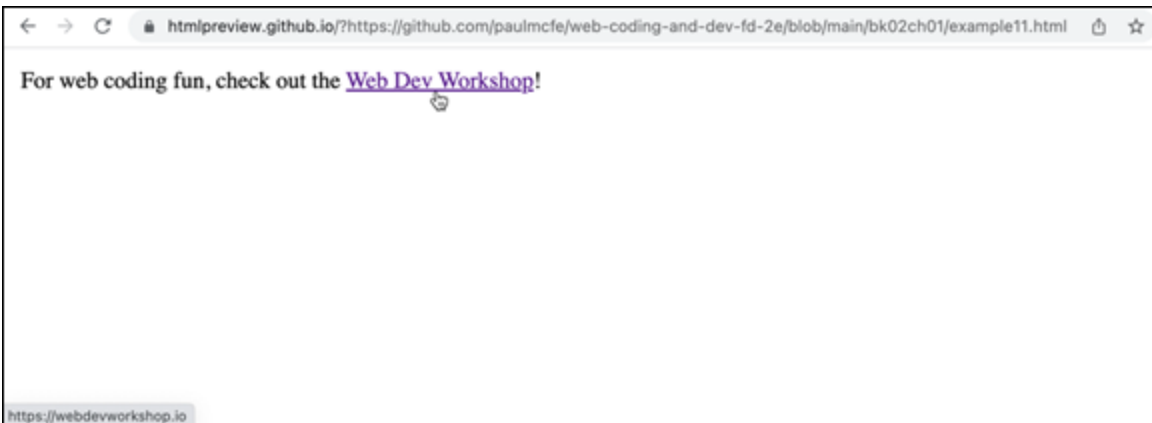 htmlpreview.github.io/?https://github.com/paulmcfe/web-coding-and-dev-fd-2e/blob/main/bk02ch01/example11.html
For web coding fun, check out the Web Dev Workshop!
https://webdevworkshop.io